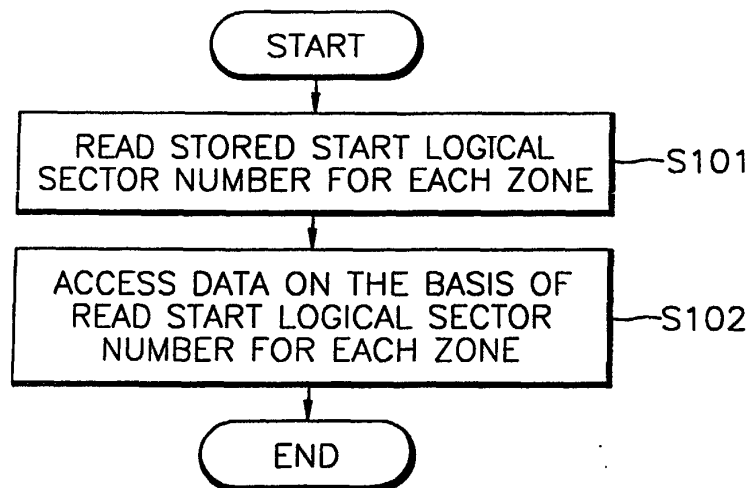 START
READ STORED START LOGICAL
SECTOR NUMBER FOR EACH ZONE
S101
ACCESS DATA ON THE BASIS OF
READ START LOGICAL SECTOR
NUMBER FOR EACH ZONE
S102
END